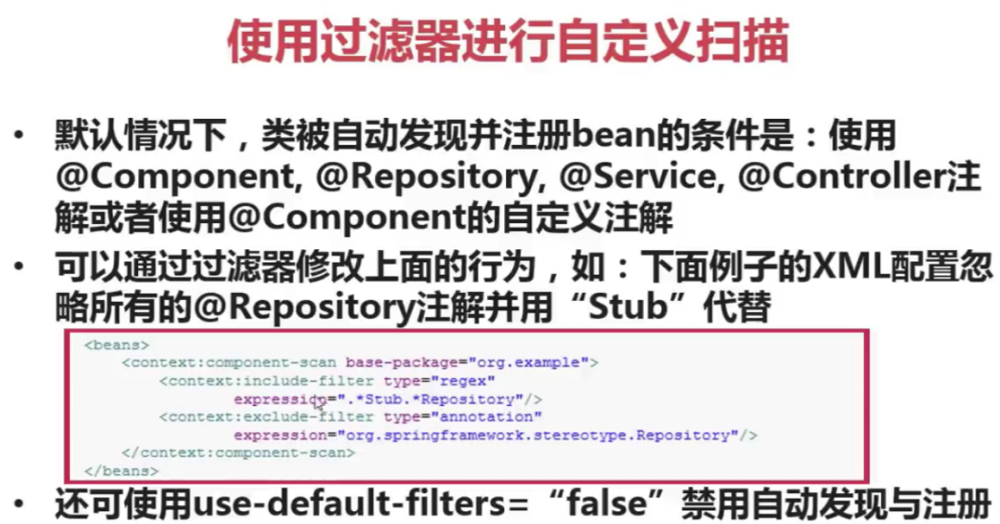 使用过滤器进行自定义扫描
• 默认情况下，类被自动发现并注册bean的条件是：使用
@Component, @Repository, @Service, @Controller注
解或者使用@Component的自定义注解
• 可以通过过滤器修改上面的行为，如：下面例子的XML配置忽
略所有的@Repository注解并用“Stub”代替
<beans>
<context:component-scan base-package="org.example">
<context:include-filter type="regex"
expression=".*Stub.*Repository"/>
<context:exclude-filter type="annotation"
expression="org.springframework.stereotype.Repository"/>
</context:component-scan>
</beans>
• 还可使用use-default-filters=“false”禁用自动发现与注册